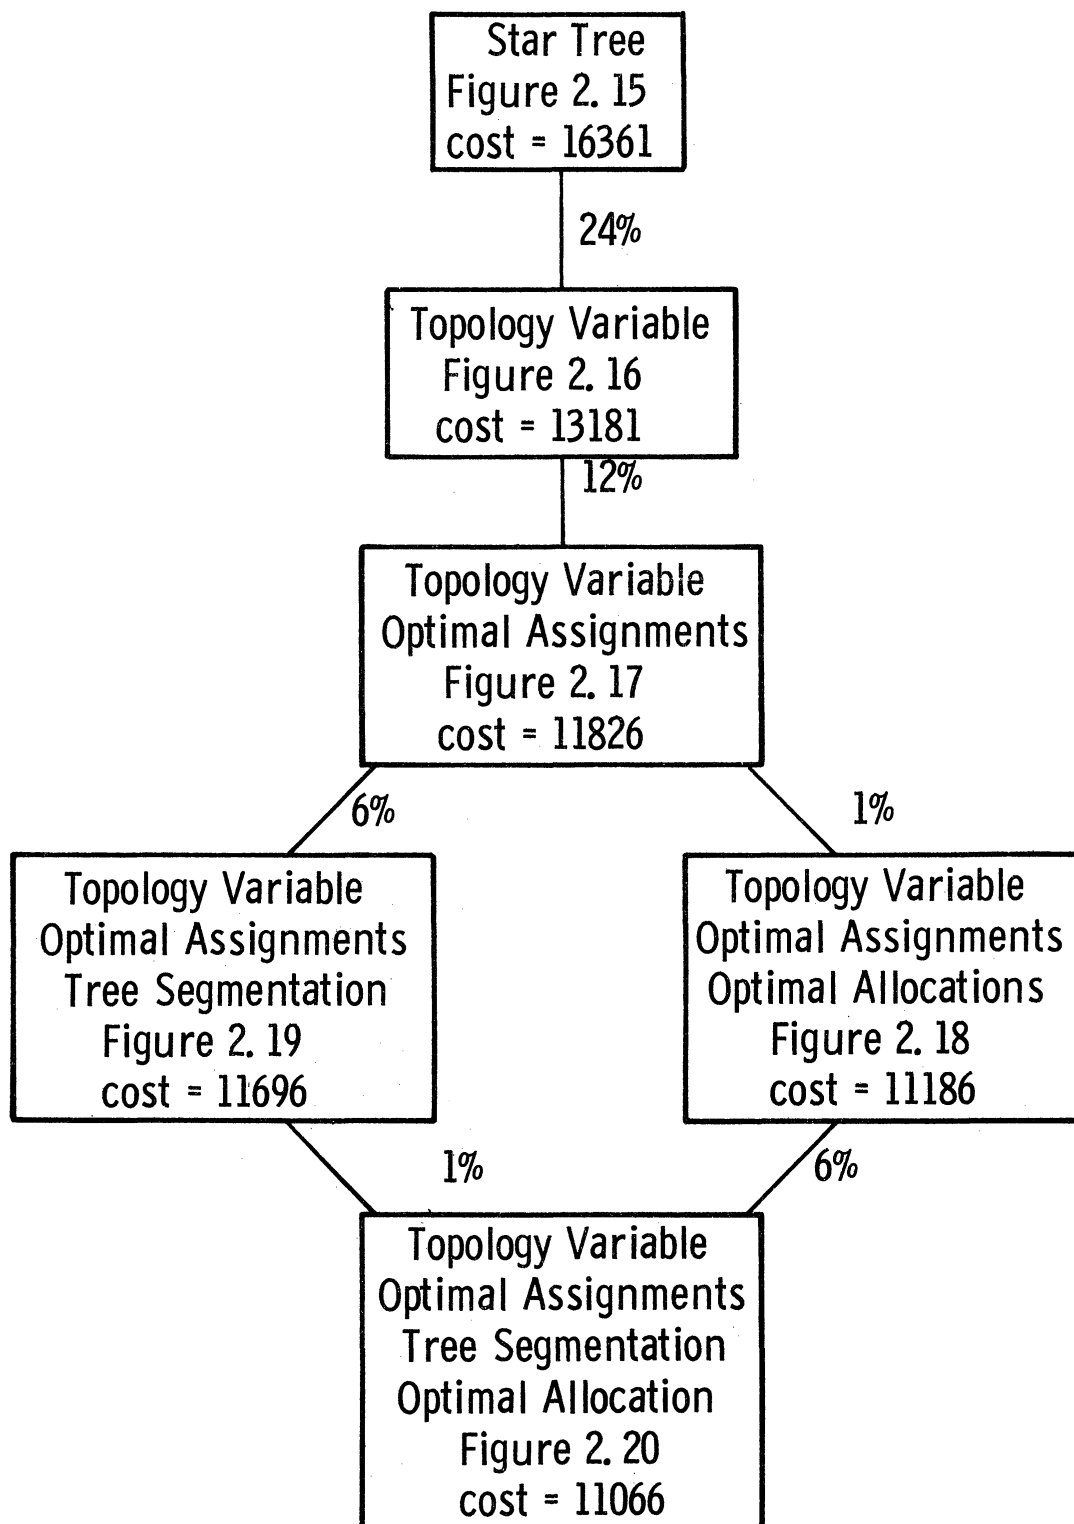 Star Tree
Figure 2. 15
cost = 16361
24%
Topology Variable
Figure 2. 16
cost = 13181
12%
Topology Variable
Optimal Assignments
Figure 2. 17
cost = 11826
6%
1%
Topology Variable
Optimal Assignments
Tree Segmentation
Figure 2. 19
cost = 11696
Topology Variable
Optimal Assignments
Optimal Allocations
Figure 2. 18
cost = 11186
1%
6%
Topology Variable
Optimal Assignments
Tree Segmentation
Optimal Allocation
Figure 2. 20
cost = 11066